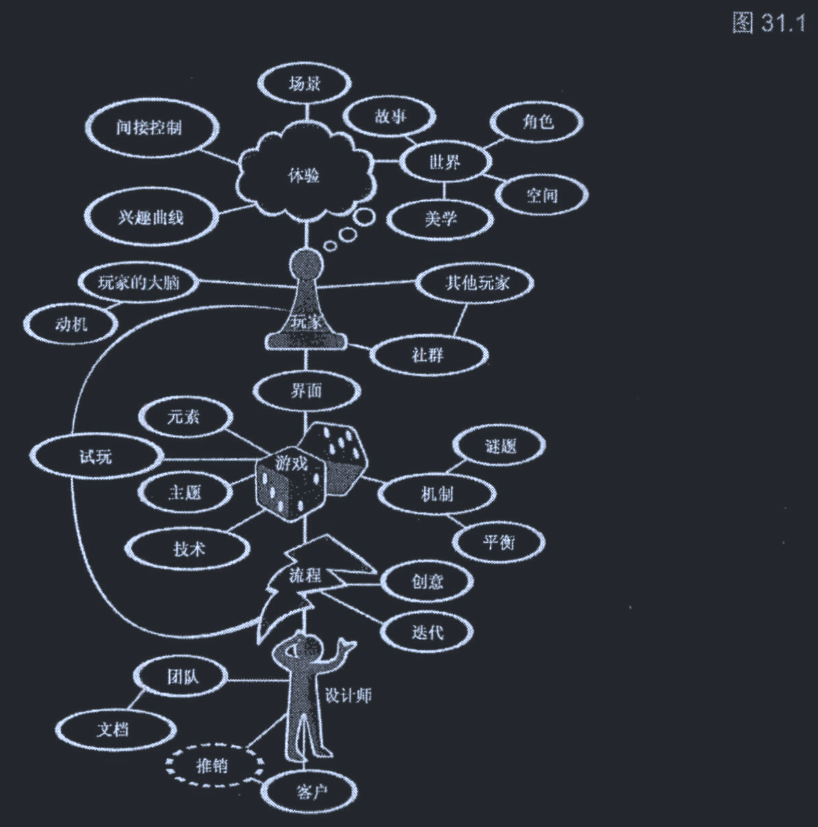 图 31.1
场景
故事
角色
间接控制
体验
世界
空间
兴趣曲线
美学
玩家的大脑
其他玩家
动机
玩家
社群
界面
元素
谜题
试玩
游戏
主题
机制
技术
平衡
流程
创意
迭代
团队
设计师
文档
推销
客户